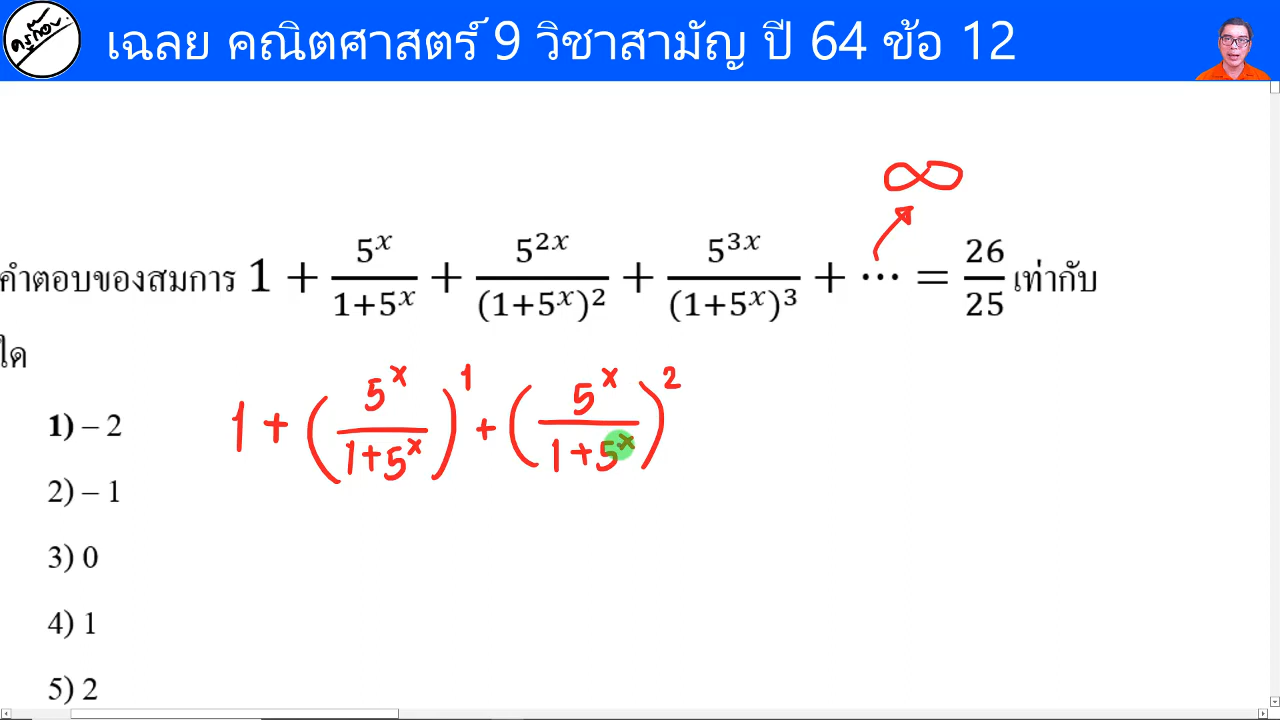 ครูก๊อบ
เฉลย คณิตศาสตร์ 9 วิชาสามัญ ปี 64 ข้อ 12
∞
คำตอบของสมการ 1 + 5^x/(1+5^x) + 5^{2x}/(1+5^x)^2 + 5^{3x}/(1+5^x)^3 + ⋯ = 26/25 เท่ากับ
ใด
1 + (5^x/(1+5^x))^1 + (5^x/(1+5^x))^2
1) – 2
2) – 1
3) 0
4) 1
5) 2